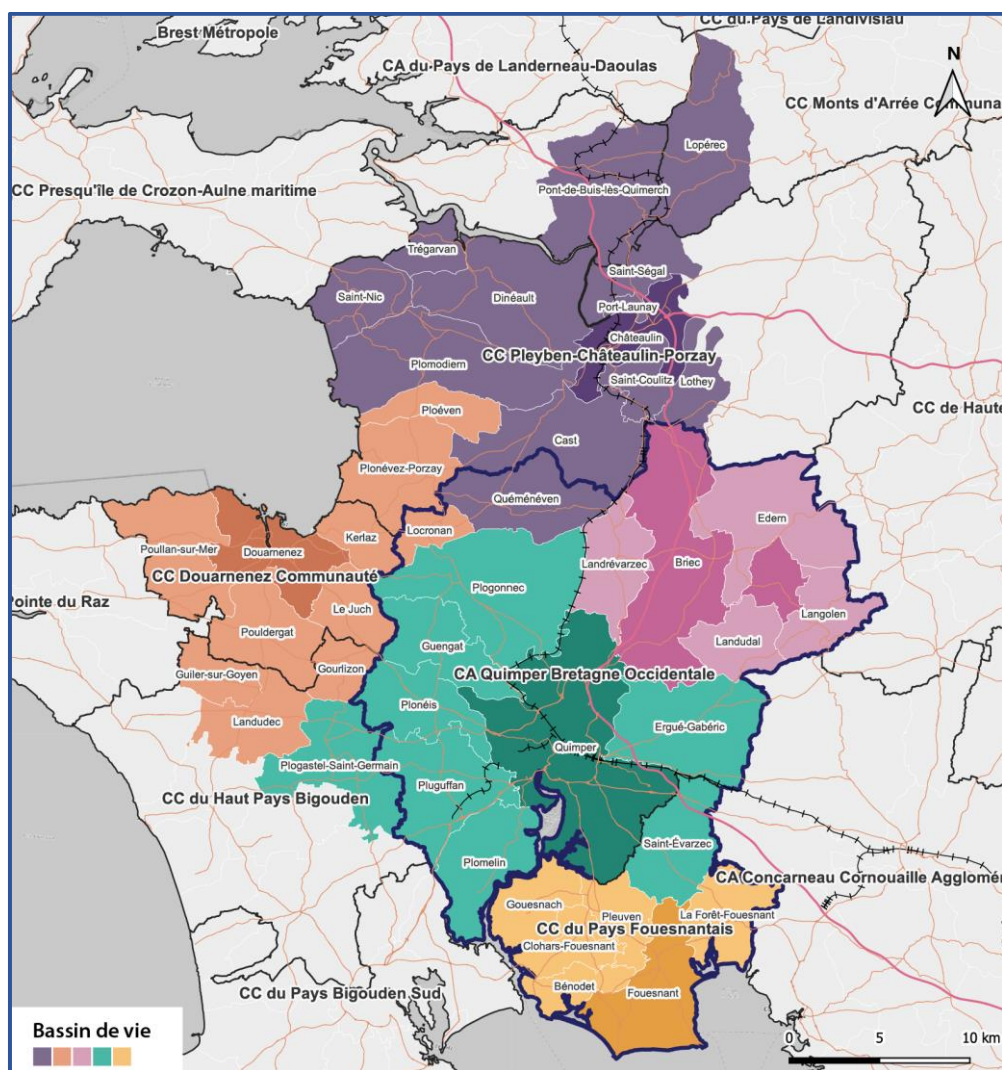 CC du Pays de Landivisiau
Brest Métropole
N
CA du Pays de Landerneau-Daoulas
CC Monts d'Arrée Commun
Lopérec
Pont-de-Buis-lès-Quimerch
CC Presqu'île de Crozon-Aulne maritime
Trégarvan
Saint-Ségal
Saint-Nic
Dinéault
Port-Launay
Châteaulin
CC Pleyben-Châteaulin-Porzay
Plomodiern
Saint-Coulitz
Lothey
CC de Haute
Ploéven
Cast
Plonévez-Porzay
Quéménéven
Edern
Locronan
Kerlaz
Poullan-sur-Mer
Douarnenez
Landrévarzec
Briec
CC Douarnenez Communauté
Plogonnec
Pointe du Raz
Le Juch
Langolen
Pouldergat
Guengat
Landudal
Guiler-sur-Goyen
Gourlizon
CA Quimper Bretagne Occidentale
Plonéis
Landudec
Ergué-Gabéric
Quimper
Plogastel-Saint-Germain
Pluguffan
CC du Haut Pays Bigouden
Saint-Évarzec
Plomelin
CA Concarneau Cornouaille Agglomér
Gouesnach
Pleuven
La Forêt-Fouesnant
CC du Pays Fouesnantais
Clohars-Fouesnant
Bénodet
Fouesnant
CC du Pays Bigouden Sud
Bassin de vie
0 5 10 km